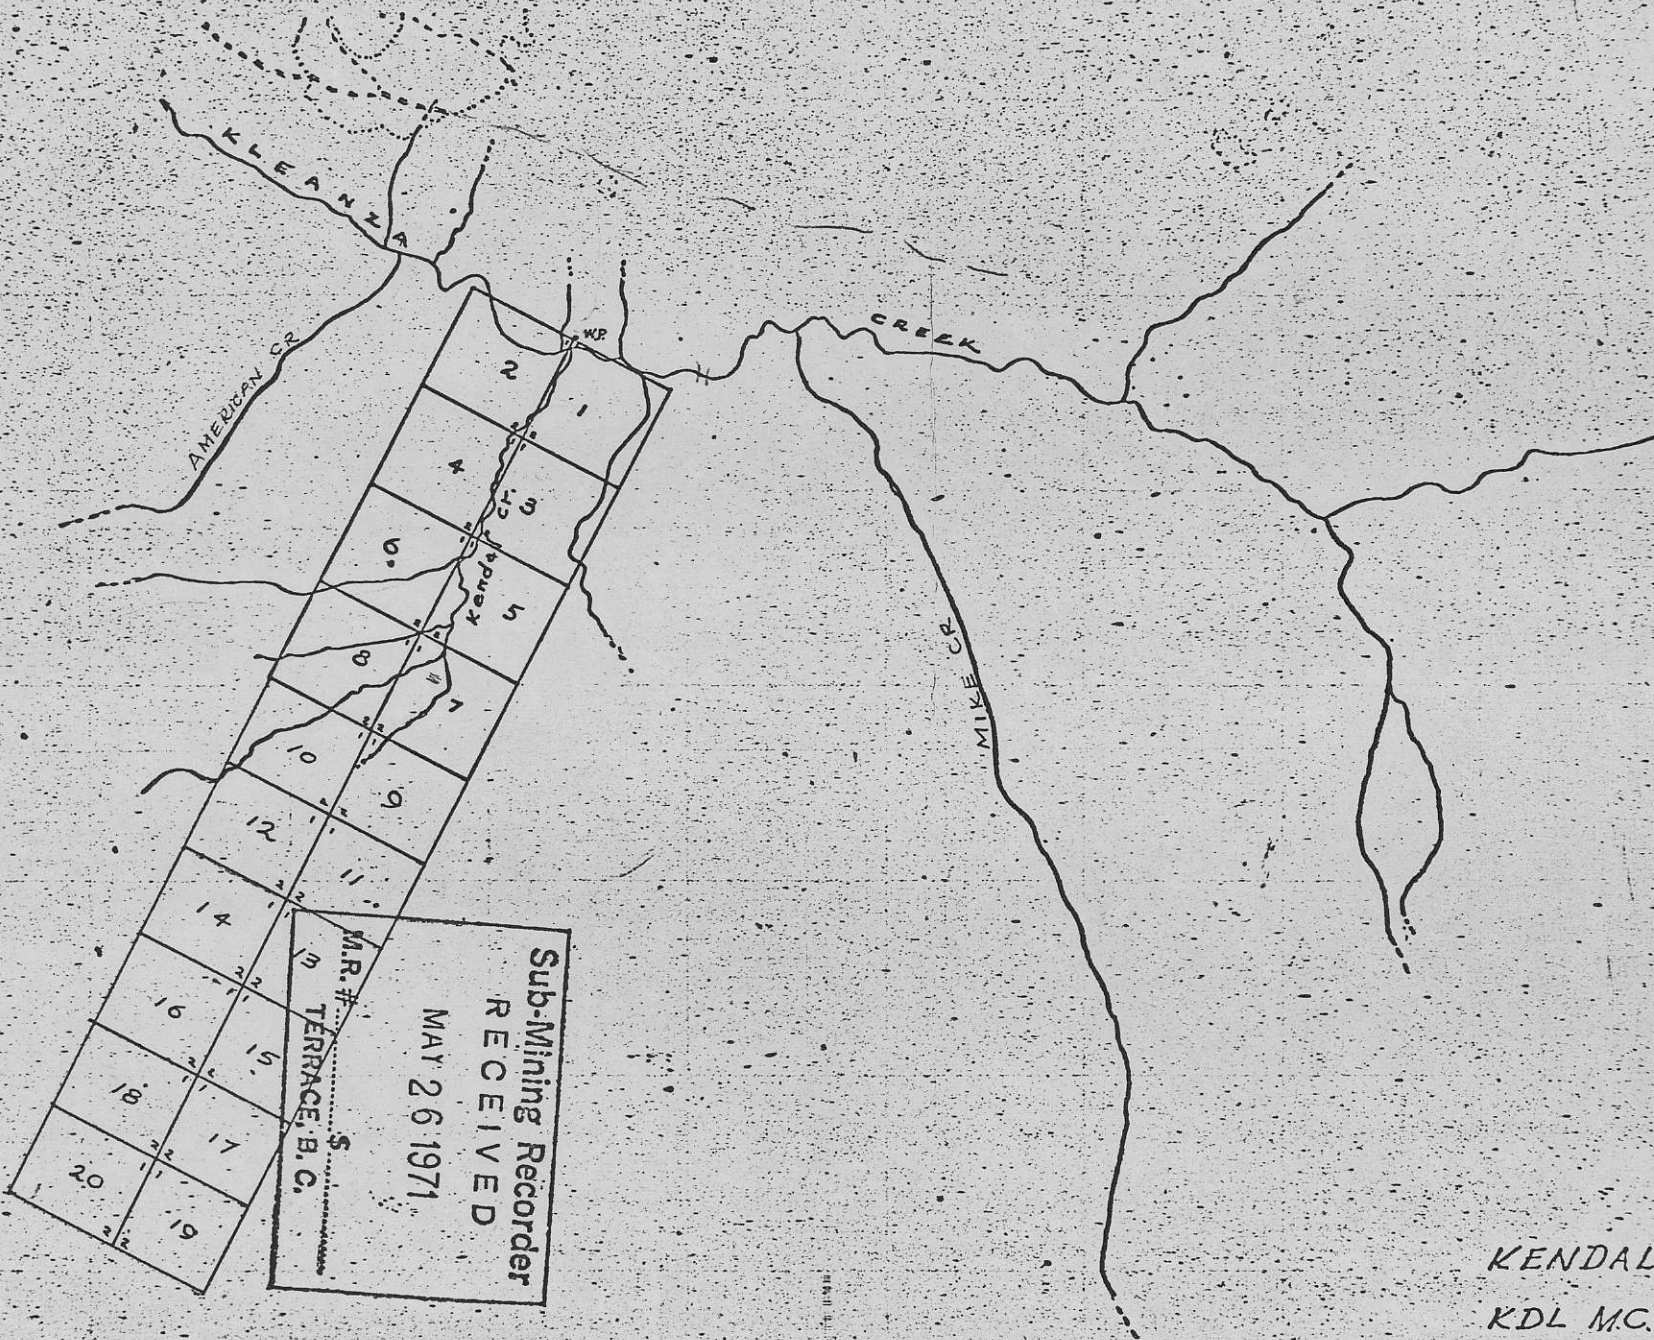 KLEANZA
CREEK
AMERICAN CR
W.P.
2
1
4
3
Kendal Cr.
6
5
8
7
10
9
12
11
14
13
16
15
18
17
20
19
MIKE CR
Sub-Mining Recorder
RECEIVED
MAY 26 1971
M.R. # $
TERRACE, B.C.
KENDAL
KDL M.C.